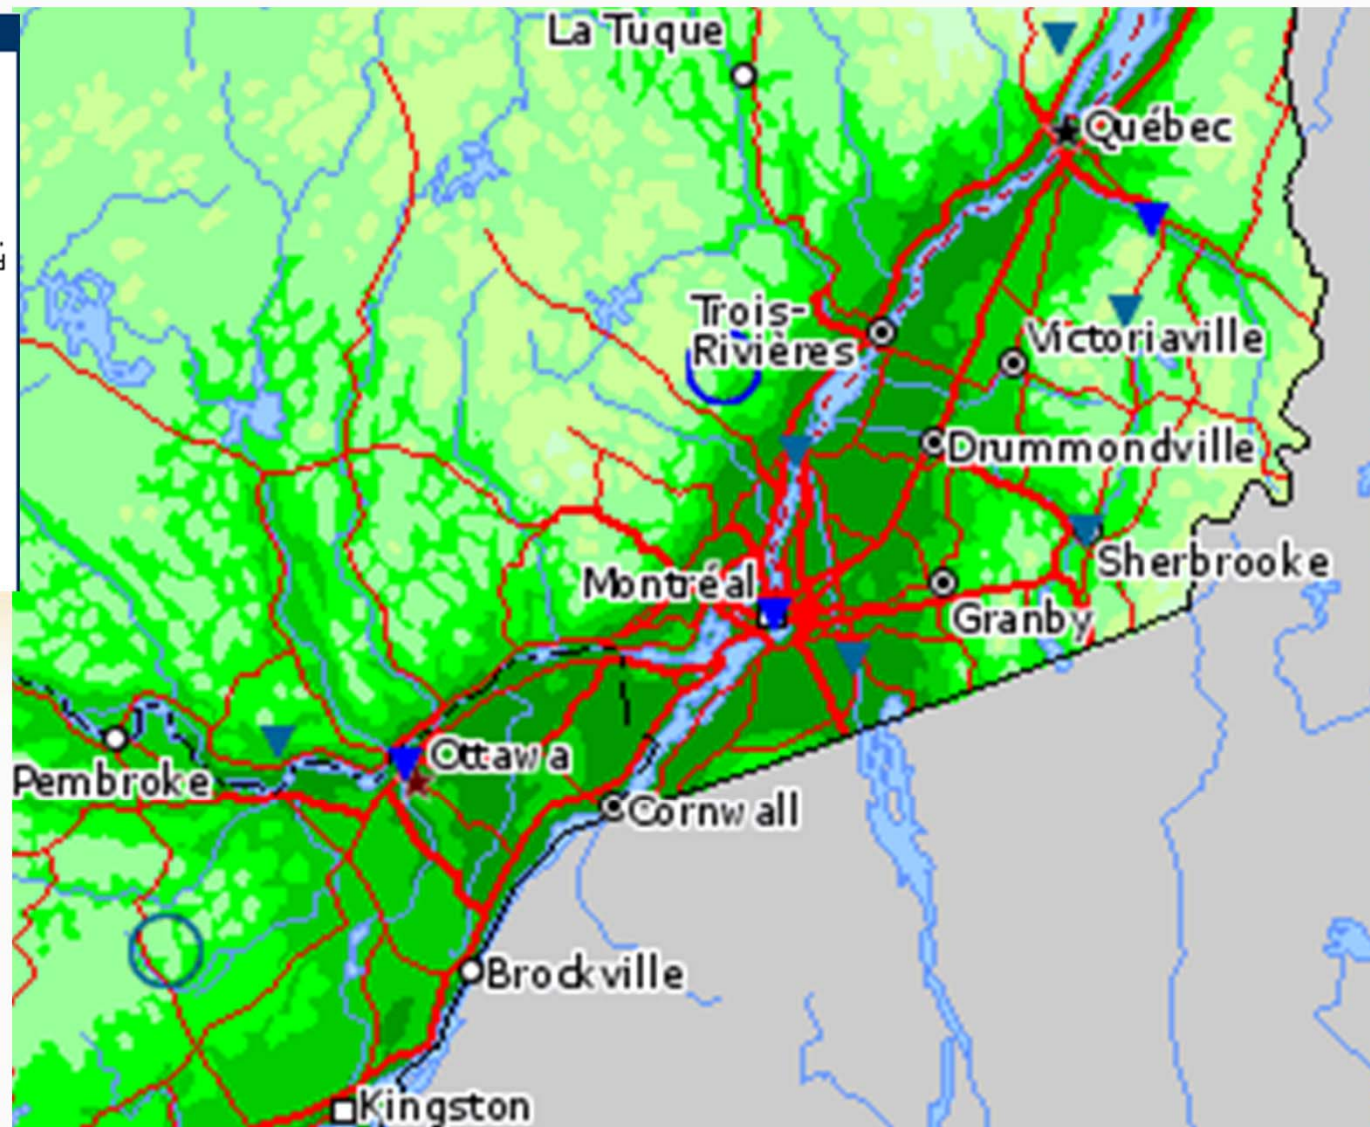 La Tuque
Québec
Trois-
Rivières
Victoriaville
Drummondville
Sherbrooke
Montréal
Granby
Ottawa
Pembroke
Cornwall
Brockville
Kingston